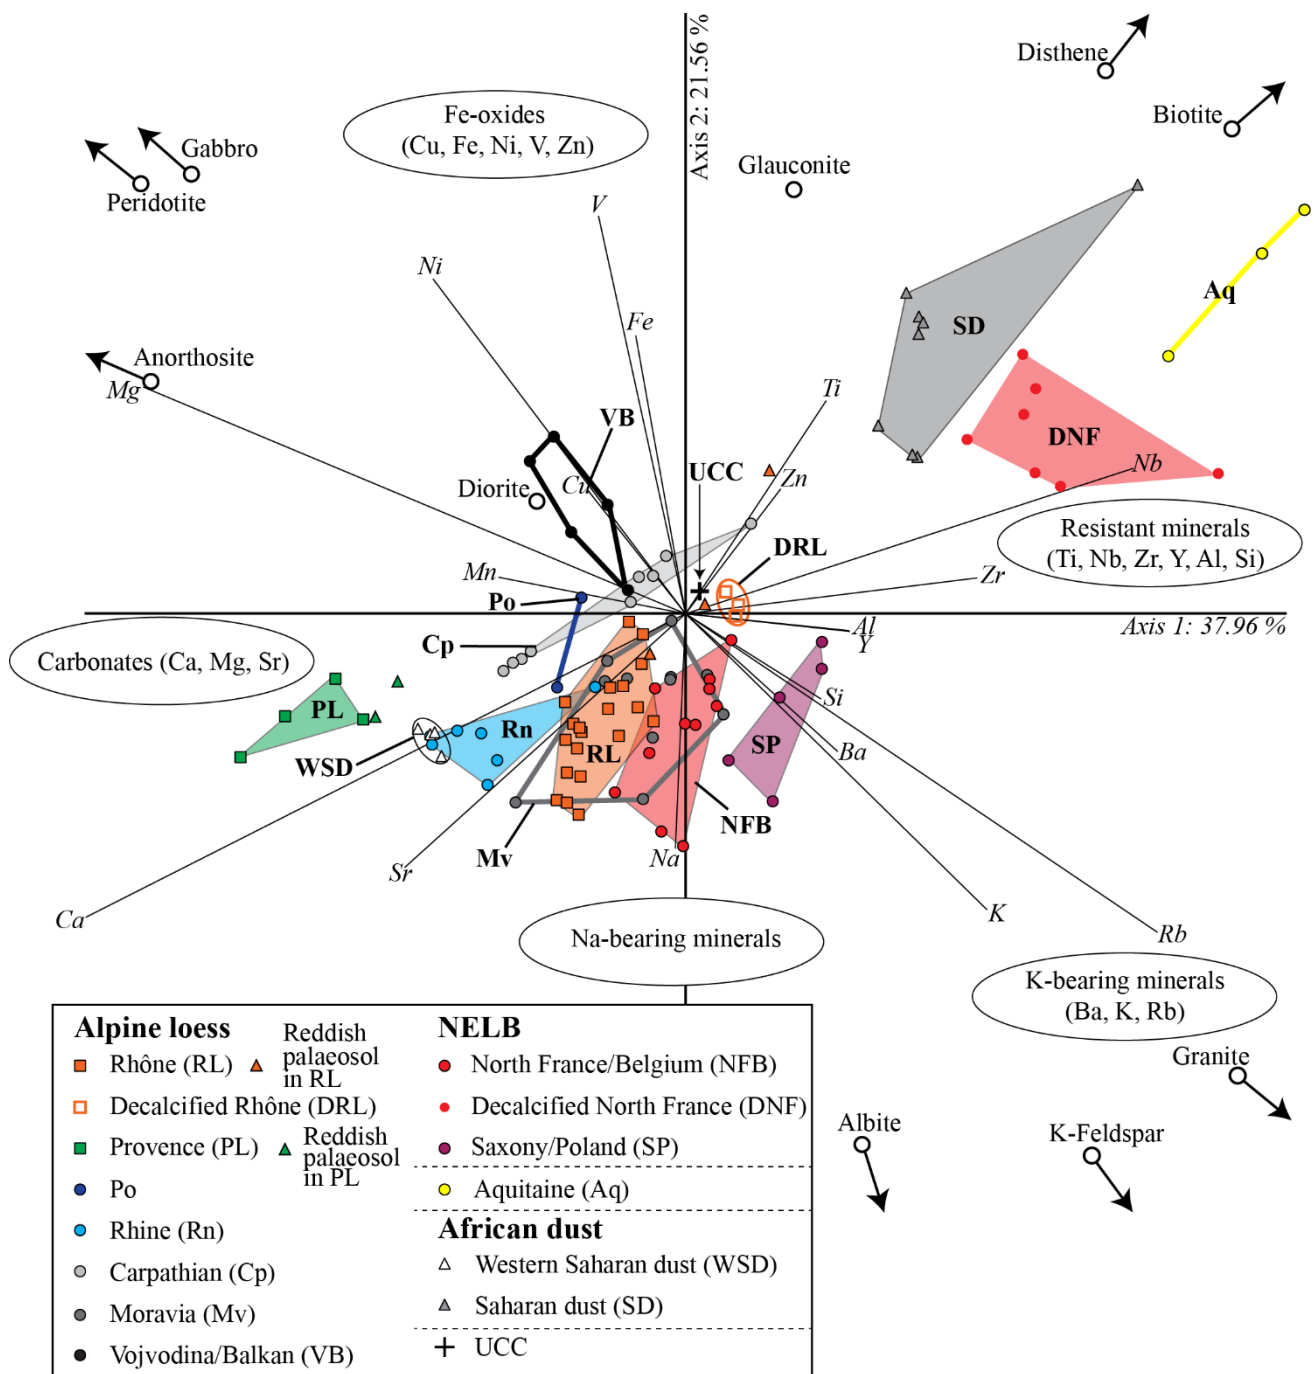 Disthene
Axis 2: 21.56 %
Biotite
Fe-oxides
(Cu, Fe, Ni, V, Zn)
Gabbro
Glauconite
Peridotite
V
Ni
Aq
Fe
SD
Anorthosite
Mg
Ti
VB
DNF
Nb
UCC
Zn
Diorite
Cu
Resistant minerals
(Ti, Nb, Zr, Y, Al, Si)
DRL
Mn
Zr
Po
Al
Axis 1: 37.96 %
Y
Cp
Carbonates (Ca, Mg, Sr)
Si
PL
Rn
RL
SP
Ba
WSD
NFB
Mv
Na
Sr
Ca
K
Rb
Na-bearing minerals
K-bearing minerals
(Ba, K, Rb)
Granite
Albite
K-Feldspar
Alpine loess
Rhône (RL)
Reddish
palaeosol
in RL
Decalcified Rhône (DRL)
Provence (PL)
Reddish
palaeosol
in PL
Po
Rhine (Rn)
Carpathian (Cp)
Moravia (Mv)
Vojvodina/Balkan (VB)
NELB
North France/Belgium (NFB)
Decalcified North France (DNF)
Saxony/Poland (SP)
Aquitaine (Aq)
African dust
Western Saharan dust (WSD)
Saharan dust (SD)
UCC